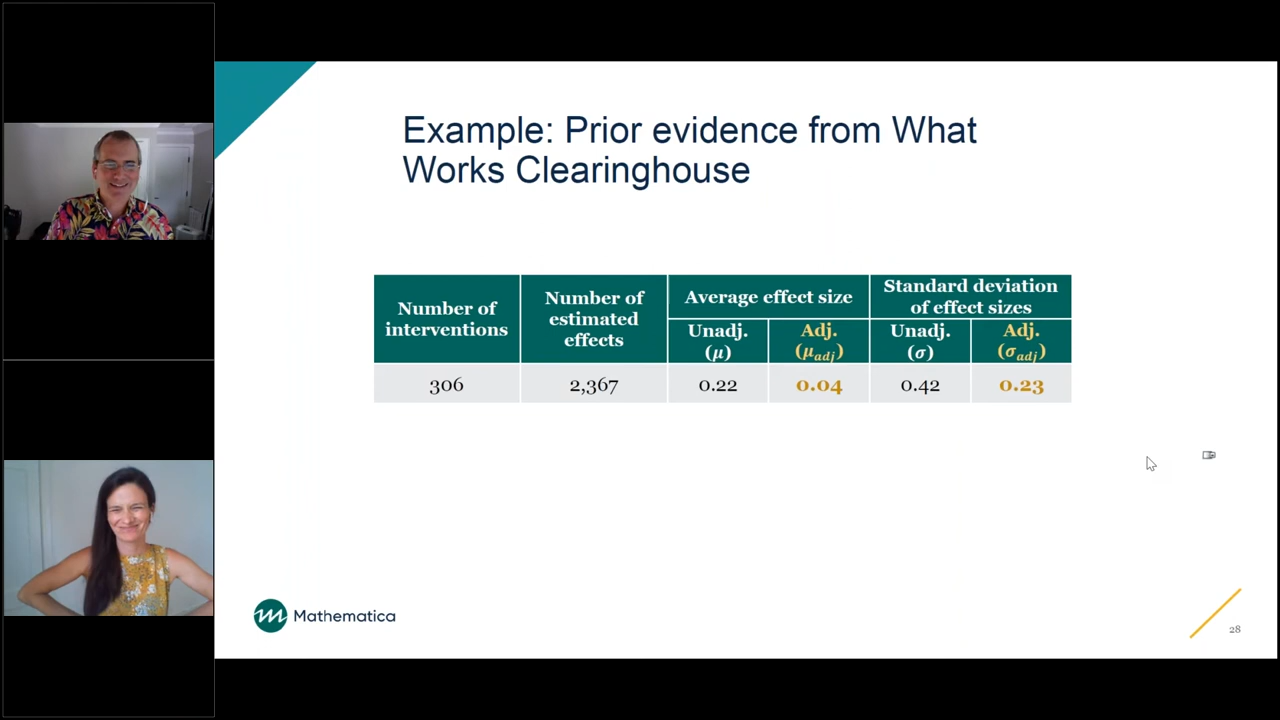 Example: Prior evidence from What
Works Clearinghouse
Number of
interventions
Number of
estimated
effects
Average effect size
Standard deviation
of effect sizes
Unadj.
(μ)
Adj.
(μadj)
Unadj.
(σ)
Adj.
(σadj)
306
2,367
0.22
0.04
0.42
0.23
Mathematica
28